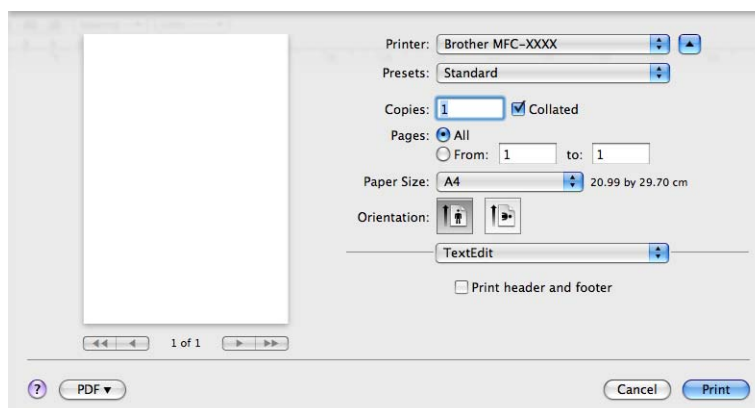 Printer: Brother MFC-XXXX
Presets: Standard
Copies: 1 Collated
Pages: All
From: 1 to: 1
Paper Size: A4 20.99 by 29.70 cm
Orientation:
TextEdit
Print header and footer
1 of 1
? PDF Cancel Print